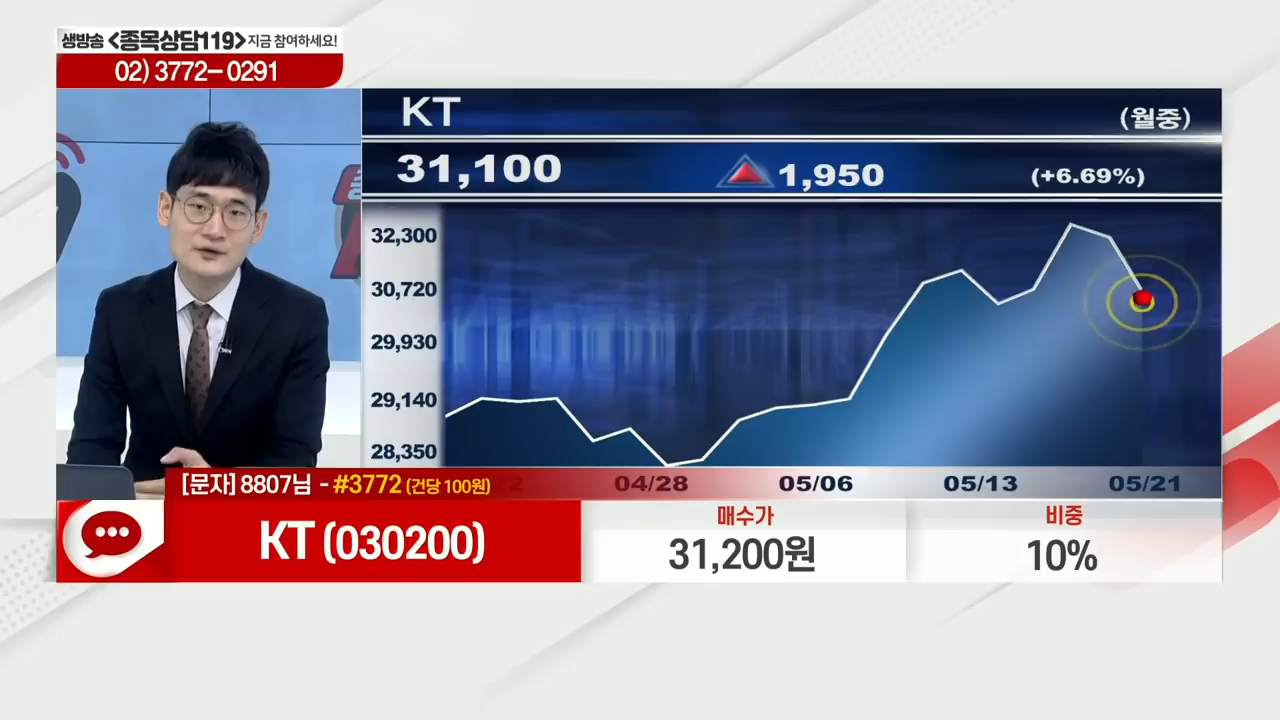 생방송 <종목상담119> 지금 참여하세요!
02) 3772-0291
KT
(월중)
31,100
1,950
(+6.69%)
32,300
30,720
29,930
29,140
28,350
04/28
05/06
05/13
05/21
[문자] 8807님 - #3772 (건당 100원)
KT (030200)
매수가
31,200원
비중
10%